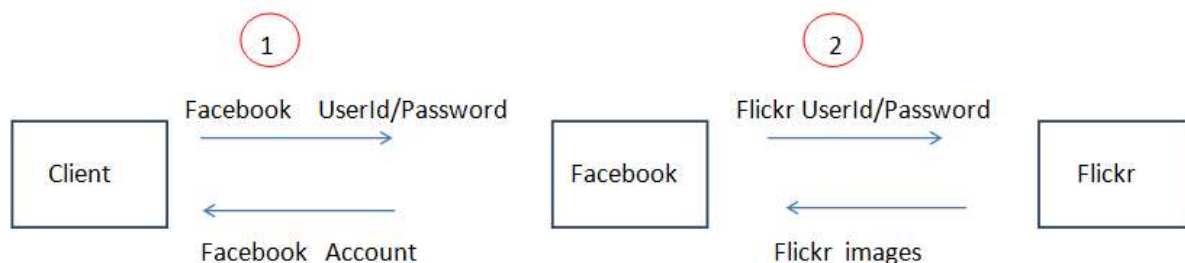 1
2
Facebook UserId/Password
Flickr UserId/Password
Client
Facebook
Flickr
Facebook Account
Flickr images